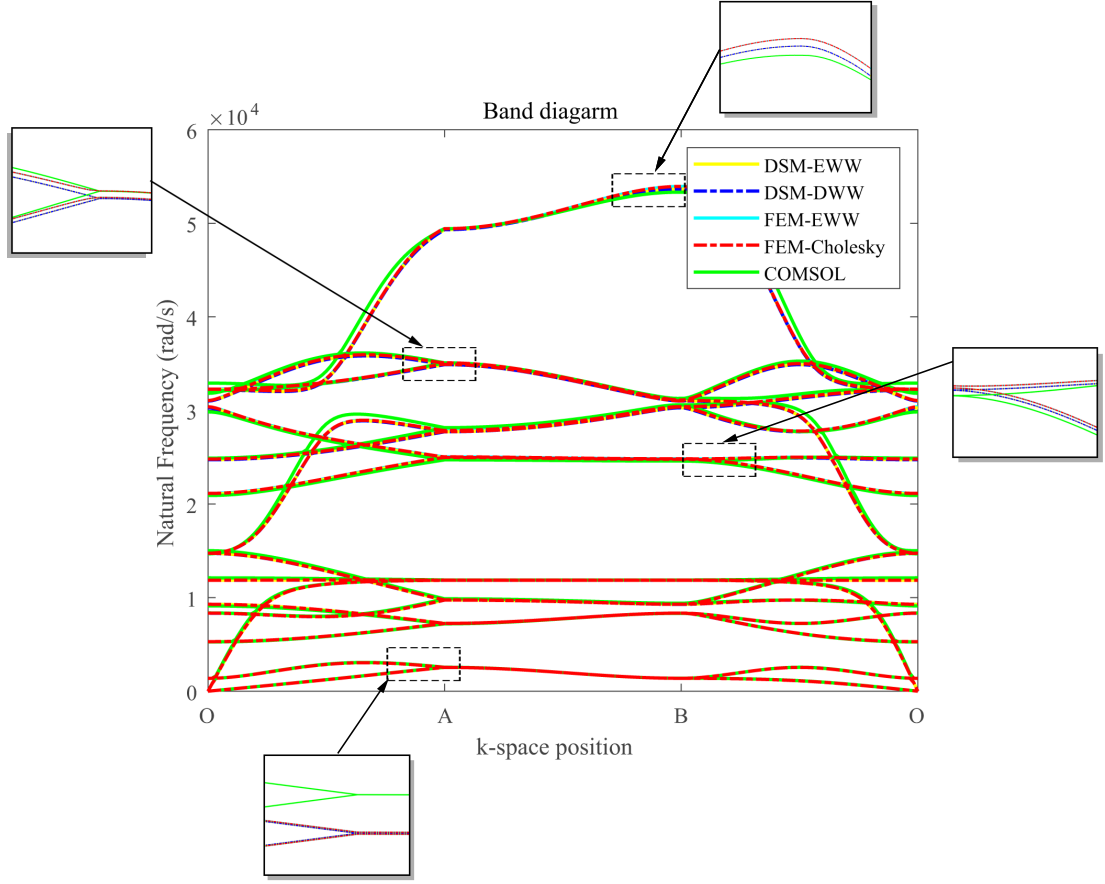 Band diagarm
×10⁴
6
5
4
3
2
1
0
Natural Frequency (rad/s)
DSM-EWW
DSM-DWW
FEM-EWW
FEM-Cholesky
COMSOL
O A B O
k-space position